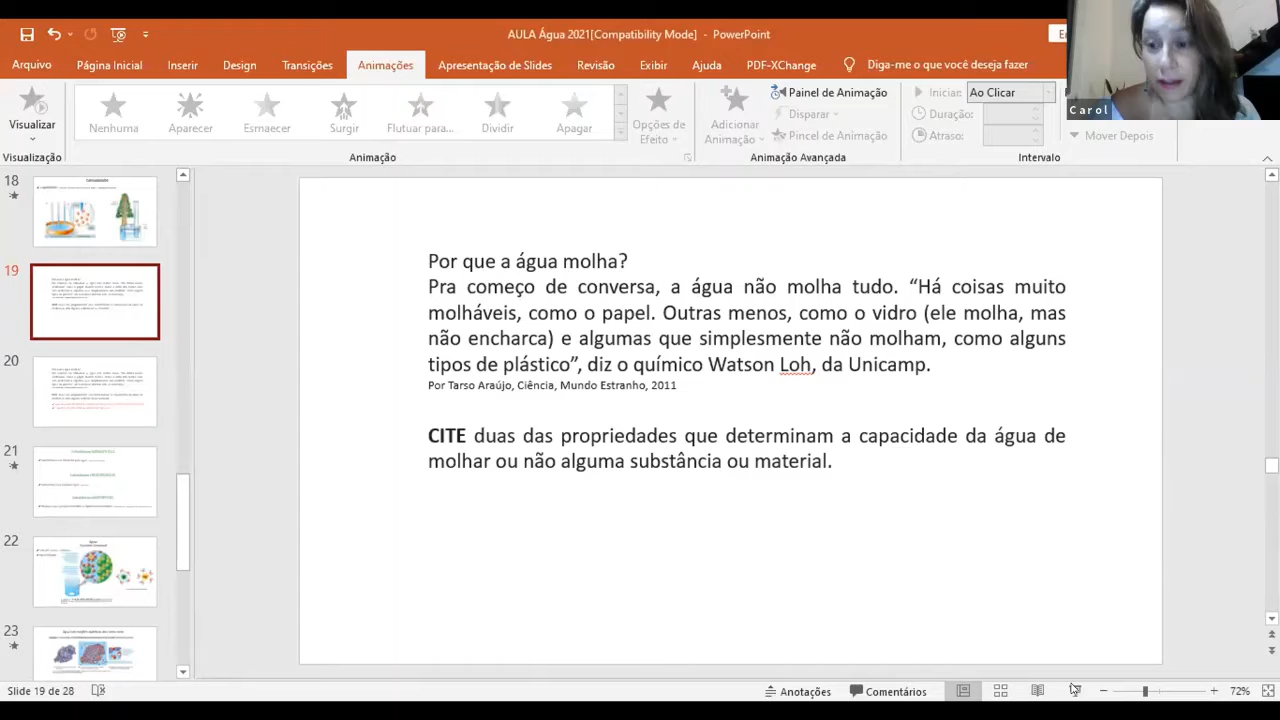 AULA Água 2021[Compatibility Mode] - PowerPoint
En
Arquivo Página Inicial Inserir Design Transições Animações Apresentação de Slides Revisão Exibir Ajuda PDF-XChange Diga-me o que você deseja fazer
Carol
Visualizar
Nenhuma Aparecer Esmaecer Surgir Flutuar para... Dividir Apagar
Opções de Efeito
Adicionar Animação
Painel de Animação
Disparar
Pincel de Animação
Iniciar: Ao Clicar
Duração:
Atraso:
Mover Depois
Visualização Animação Animação Avançada Intervalo
18
19
20
21
22
23
Por que a água molha?
Pra começo de conversa, a água não molha tudo. “Há coisas muito
molháveis, como o papel. Outras menos, como o vidro (ele molha, mas
não encharca) e algumas que simplesmente não molham, como alguns
tipos de plástico”, diz o químico Watson Loh, da Unicamp.
Por Tarso Araújo, Ciência, Mundo Estranho, 2011
CITE duas das propriedades que determinam a capacidade da água de
molhar ou não alguma substância ou material.
Slide 19 de 28 Anotações Comentários 72%